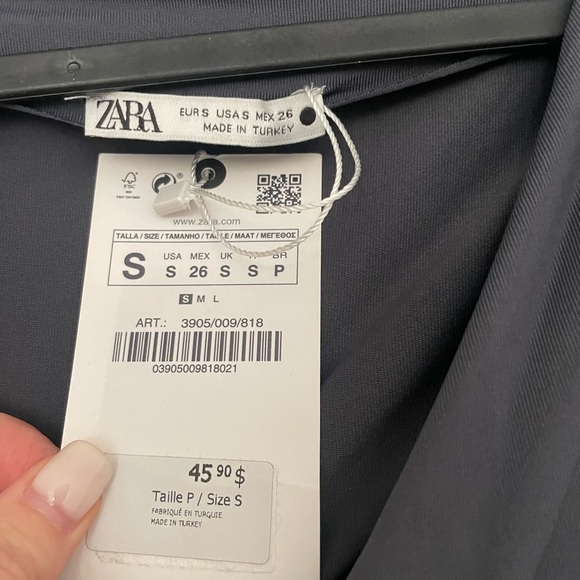 ZARA
EUR S USA S MEX 26
MADE IN TURKEY
FSC
www.zara.com
TALLA / SIZE / TAMANHO / / MAAT / ΜΕΓΕΘΟΣ
USA MEX UK BR
S S 26 S S P
S M L
ART.: 3905/009/818
03905009818021
45 90 $
Taille P / Size S
FABRIQUÉ EN TURQUIE
MADE IN TURKEY